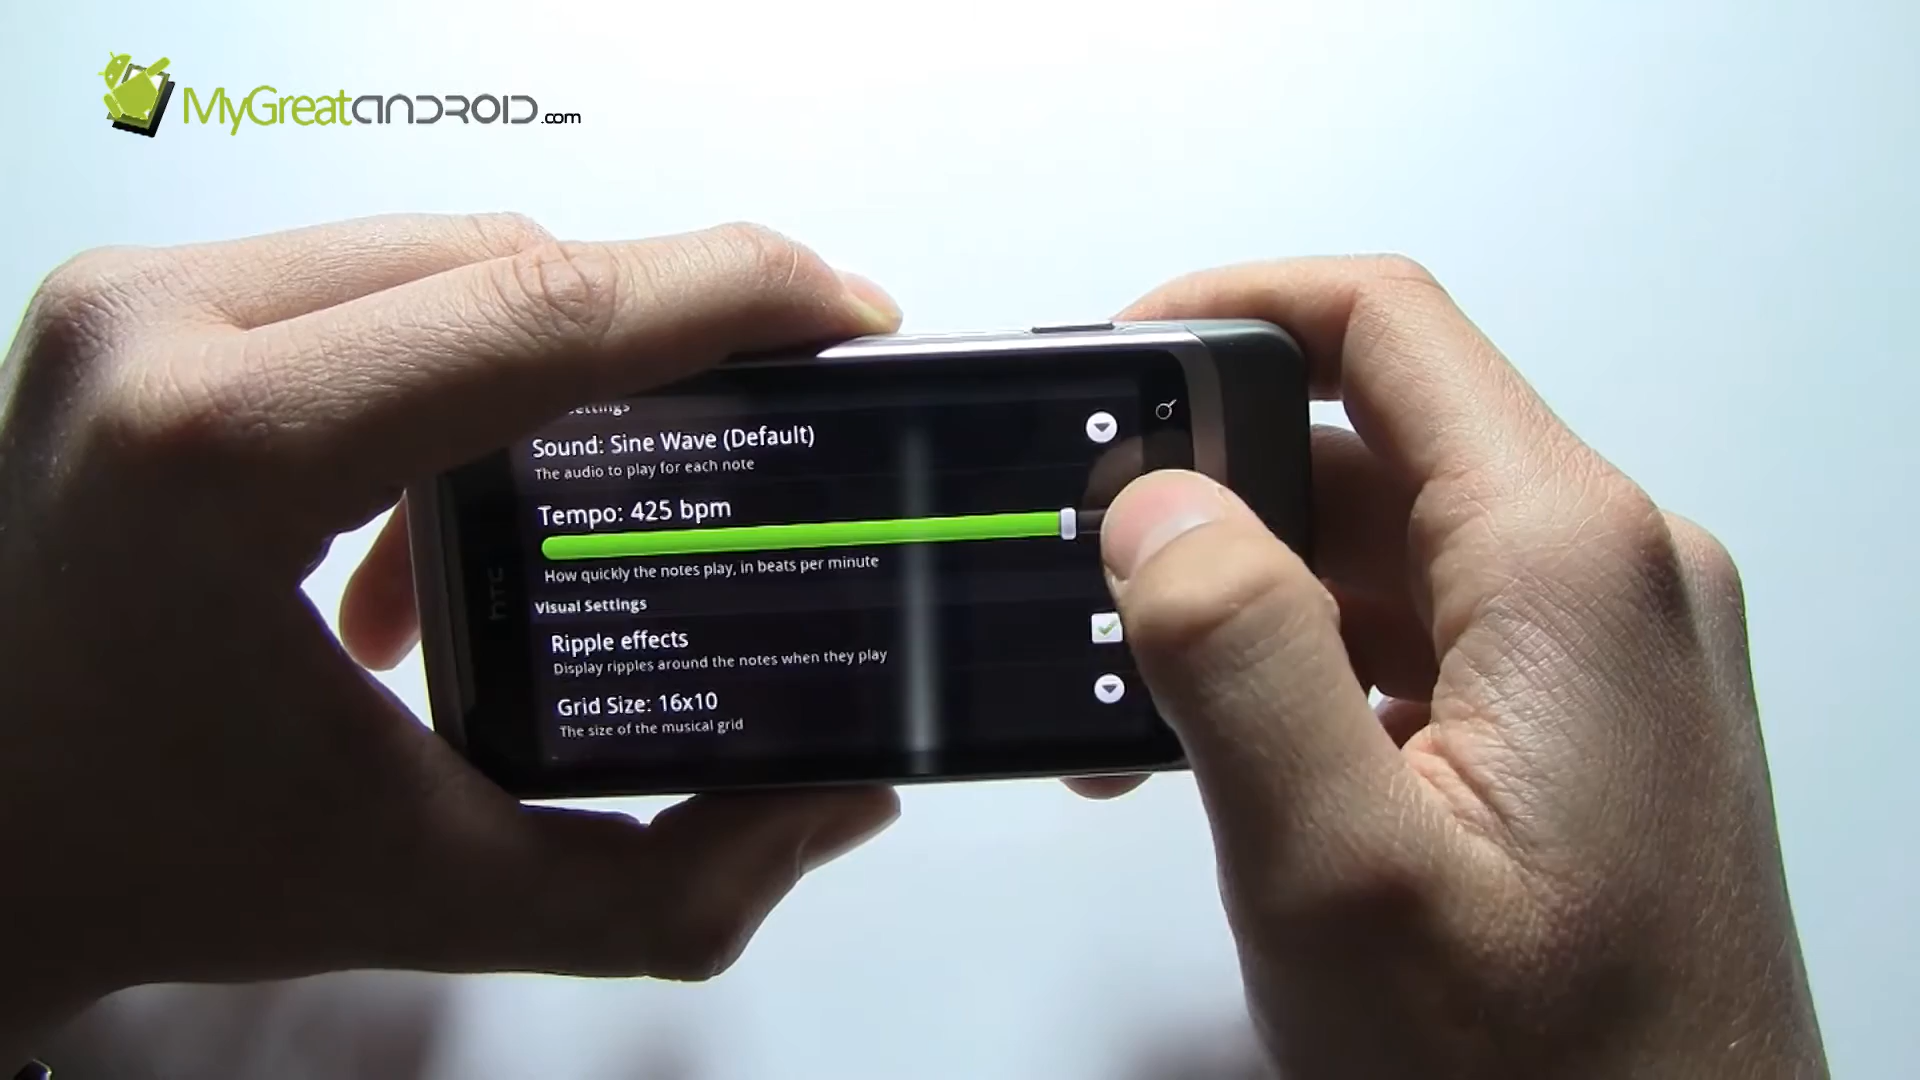 MyGreatANDROID.com
Settings
Sound: Sine Wave (Default)
The audio to play for each note
Tempo: 425 bpm
How quickly the notes play, in beats per minute
Visual Settings
Ripple effects
Display ripples around the notes when they play
Grid Size: 16x10
The size of the musical grid
hTC